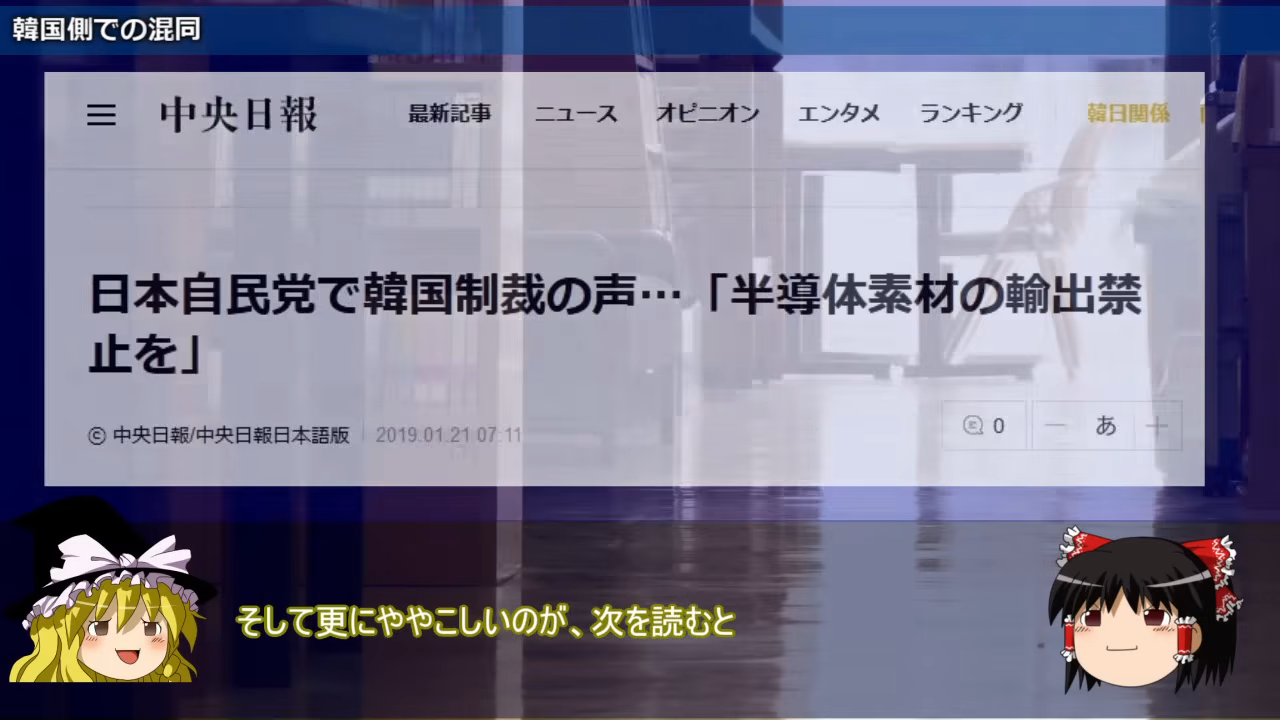 韓国側での混同
中央日報 最新記事 ニュース オピニオン エンタメ ランキング 韓日関係
日本自民党で韓国制裁の声…「半導体素材の輸出禁
止を」
ⓒ 中央日報/中央日報日本語版 2019.01.21 07:11
0 － あ ＋
そして更にややこしいのが、次を読むと